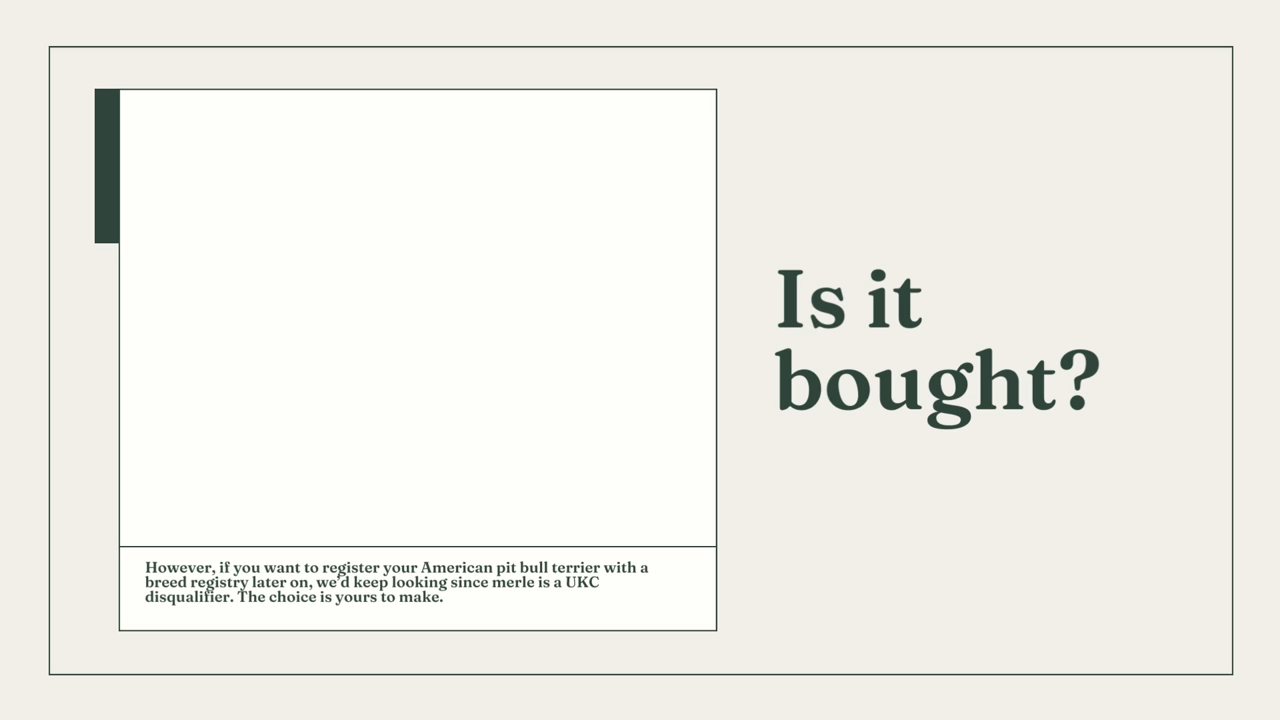 However, if you want to register your American pit bull terrier with a
breed registry later on, we'd keep looking since merle is a UKC
disqualifier. The choice is yours to make.
Is it
bought?